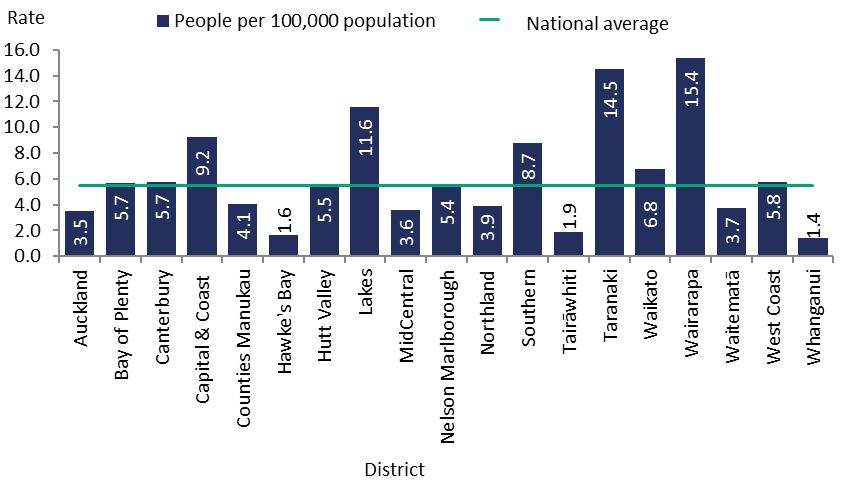 Rate
People per 100,000 population
National average
16.0
14.0
12.0
10.0
8.0
6.0
4.0
2.0
0.0
3.5
5.7
5.7
9.2
4.1
1.6
5.5
11.6
3.6
5.4
3.9
8.7
1.9
14.5
6.8
15.4
3.7
5.8
1.4
Auckland
Bay of Plenty
Canterbury
Capital & Coast
Counties Manukau
Hawke's Bay
Hutt Valley
Lakes
MidCentral
Nelson Marlborough
Northland
Southern
Tairāwhiti
Taranaki
Waikato
Wairarapa
Waitematā
West Coast
Whanganui
District